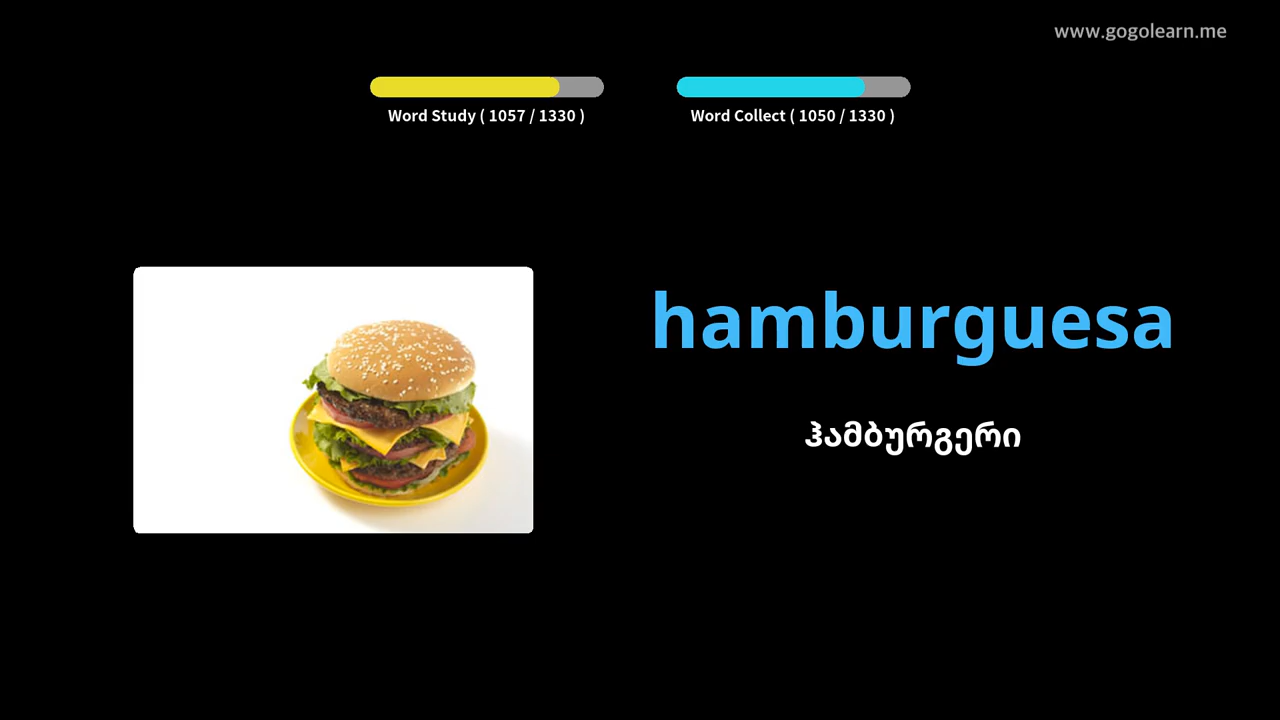 www.gogolearn.me
Word Study ( 1057 / 1330 )
Word Collect ( 1050 / 1330 )
hamburguesa
ჰამბურგერი